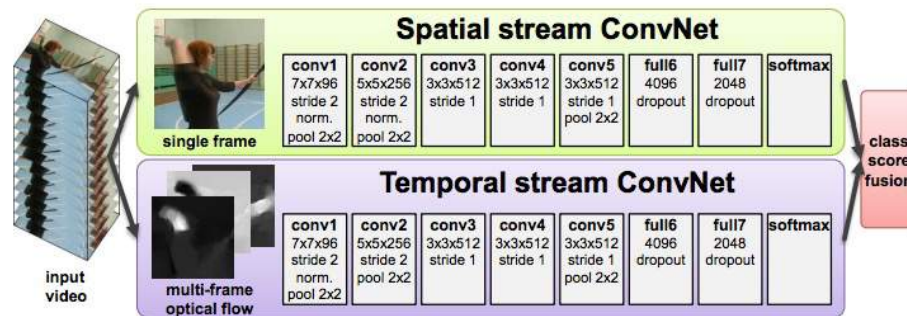 Spatial stream ConvNet
conv1
7x7x96
stride 2
norm.
pool 2x2
conv2
5x5x256
stride 2
norm.
pool 2x2
conv3
3x3x512
stride 1
conv4
3x3x512
stride 1
conv5
3x3x512
stride 1
pool 2x2
full6
4096
dropout
full7
2048
dropout
softmax
single frame
Temporal stream ConvNet
conv1
7x7x96
stride 2
norm.
pool 2x2
conv2
5x5x256
stride 2
pool 2x2
conv3
3x3x512
stride 1
conv4
3x3x512
stride 1
conv5
3x3x512
stride 1
pool 2x2
full6
4096
dropout
full7
2048
dropout
softmax
multi-frame
optical flow
input
video
class
score
fusion